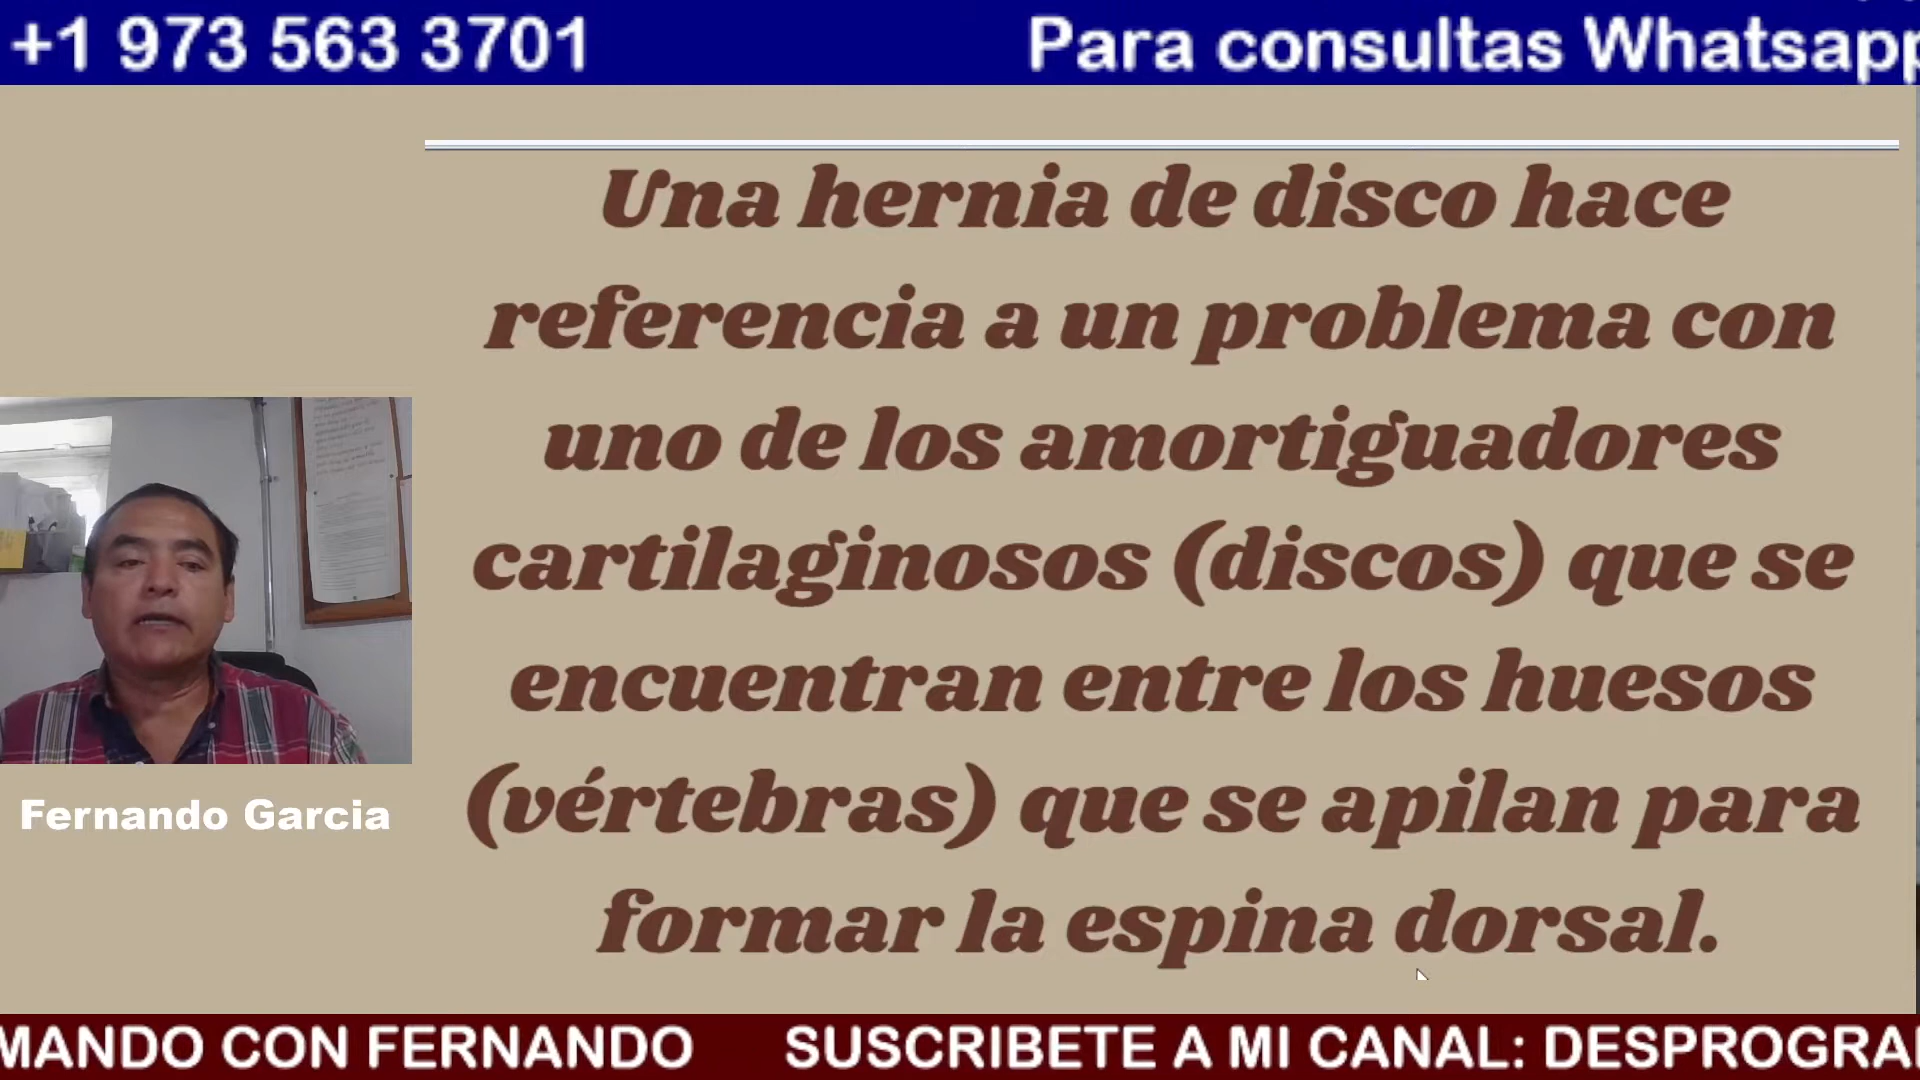 +1 973 563 3701 Para consultas Whatsapp
Una hernia de disco hace
referencia a un problema con
uno de los amortiguadores
cartilaginosos (discos) que se
encuentran entre los huesos
(vértebras) que se apilan para
formar la espina dorsal.
Fernando Garcia
MANDO CON FERNANDO SUSCRIBETE A MI CANAL: DESPROGRA